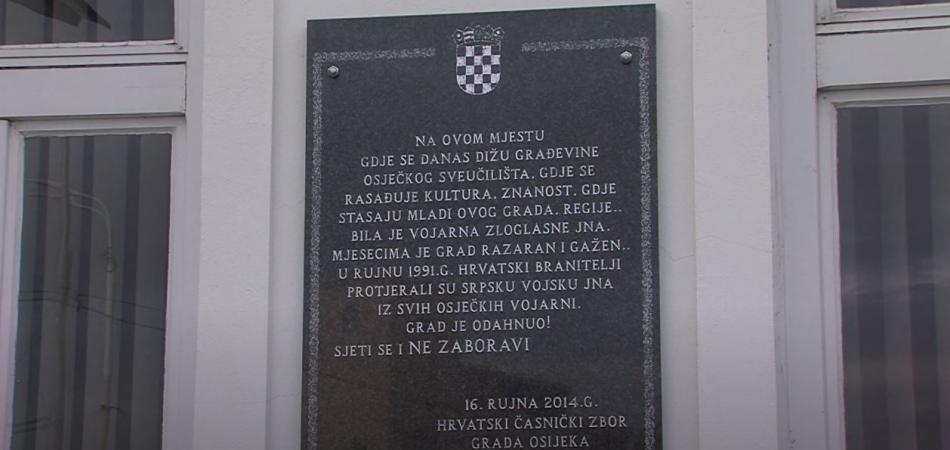 NA OVOM MJESTU
GDJE SE DANAS DIŽU GRAĐEVINE
OSJEČKOG SVEUČILIŠTA, GDJE SE
RASAĐUJE KULTURA, ZNANOST, GDJE
STASAJU MLADI OVOG GRADA, REGIJE..
BILA JE VOJARNA ZLOGLASNE JNA.
MJESECIMA JE GRAD RAZARAN I GAŽEN..
U RUJNU 1991.G. HRVATSKI BRANITELJI
PROTJERALI SU SRPSKU VOJSKU JNA
IZ SVIH OSJEČKIH VOJARNI.
GRAD JE ODAHNUO!
SJETI SE I NE ZABORAVI
16. RUJNA 2014.G.
HRVATSKI ČASNIČKI ZBOR
GRADA OSIJEKA